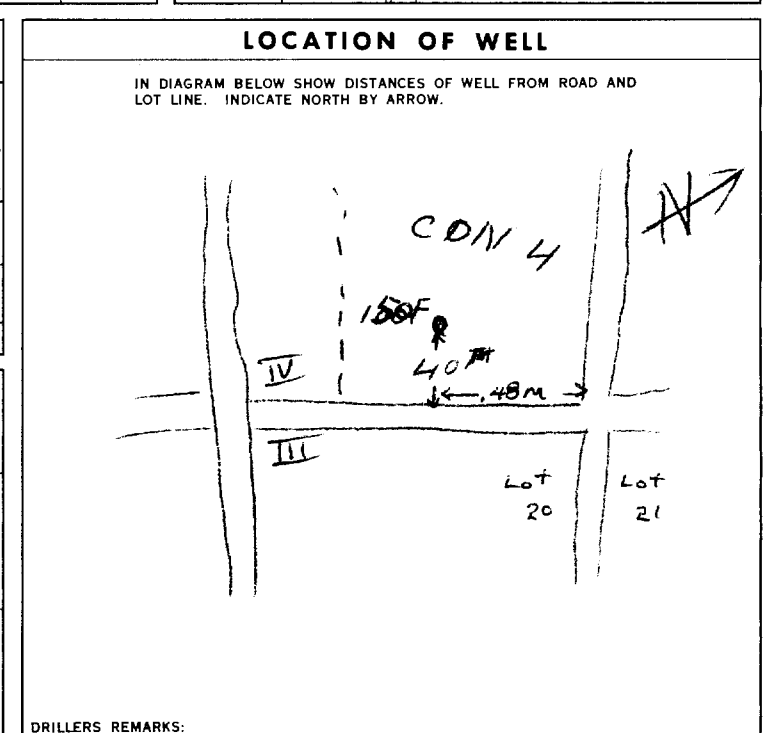 LOCATION OF WELL
IN DIAGRAM BELOW SHOW DISTANCES OF WELL FROM ROAD AND
LOT LINE. INDICATE NORTH BY ARROW.
N
CON 4
IV
.48M
III
Lot
20
Lot
21
DRILLERS REMARKS: